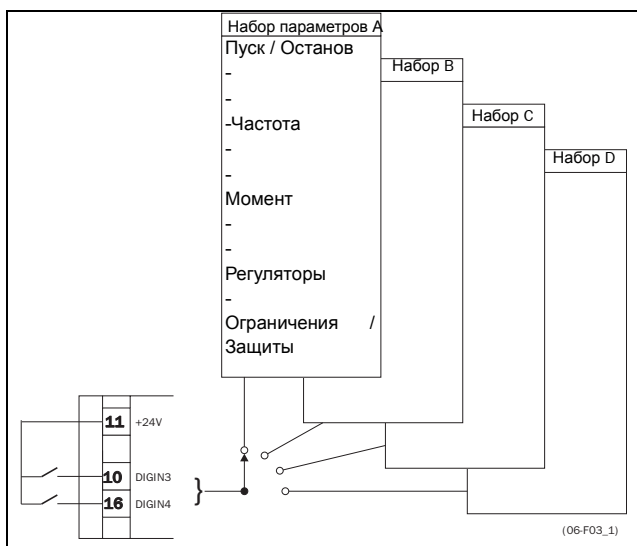 Набор параметров А
Пуск / Останов
-
-
-Частота
-
-
Момент
-
-
Регуляторы
-
Ограничения /
Защиты
Набор B
Набор C
Набор D
11 +24V
10 DIGIN3
16 DIGIN4
}
(06-F03_1)